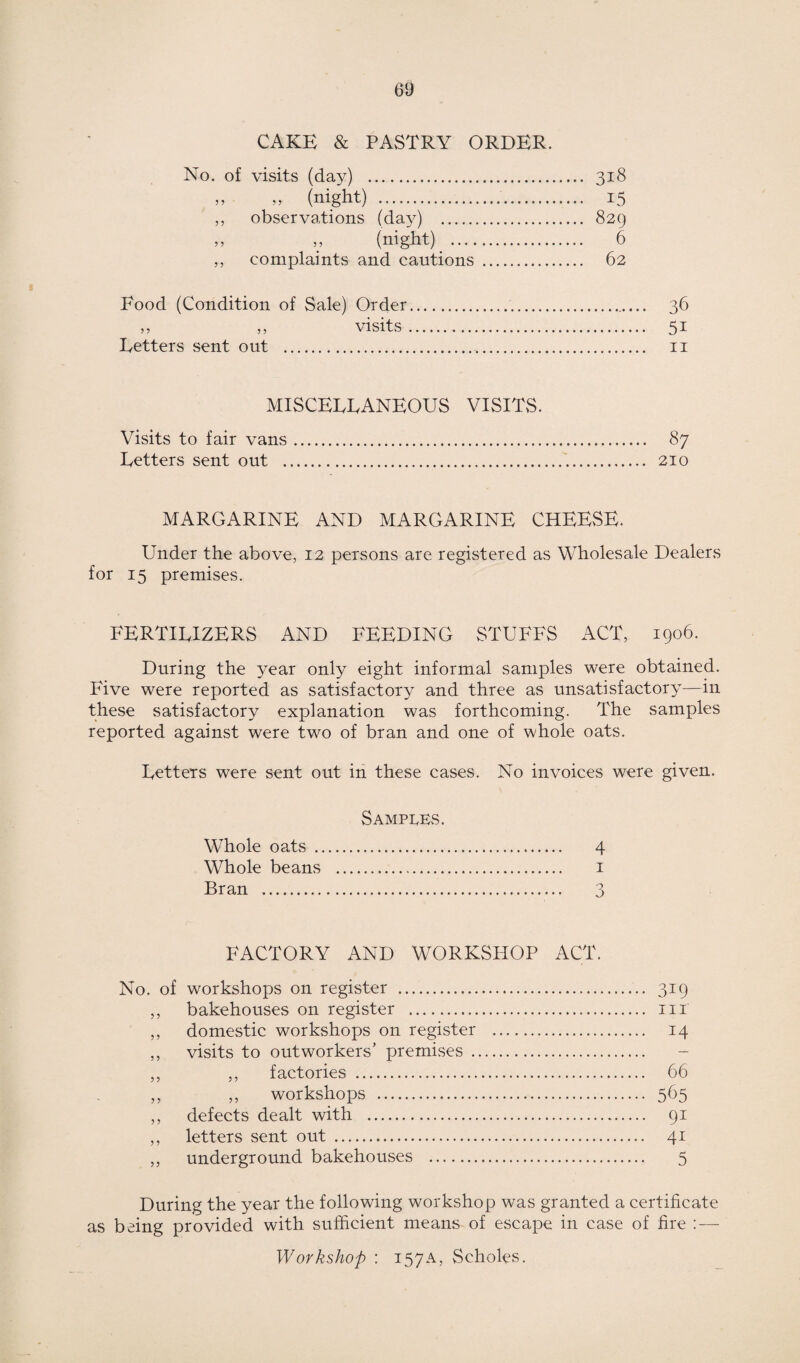 69
CAKE & PASTRY ORDER.
No. of visits (day) ........................................ 318
,, ,, (night) ........................................ 15
,, observations (day) ........................................ 829
,, ,, (night) ........................................ 6
,, complaints and cautions ........................................ 62
Food (Condition of Sale) Order........................................ 36
,, ,, visits ........................................ 51
Letters sent out ........................................ 11
MISCELLANEOUS VISITS.
Visits to fair vans ........................................ 87
Letters sent out ........................................ 210
MARGARINE AND MARGARINE CHEESE.
Under the above, 12 persons are registered as Wholesale Dealers
for 15 premises.
FERTILIZERS AND FEEDING STUFFS ACT, 1906.
During the year only eight informal samples were obtained.
Five were reported as satisfactory and three as unsatisfactory—in
these satisfactory explanation was forthcoming. The samples
reported against were two of bran and one of whole oats.
Letters were sent out in these cases. No invoices were given.
SAMPLES.
Whole oats ........................................ 4
Whole beans ........................................ 1
Bran ........................................ 3
FACTORY AND WORKSHOP ACT.
No. of workshops on register ........................................ 319
,, bakehouses on register ........................................ 111
,, domestic workshops on register ........................................ 14
,, visits to outworkers' premises ........................................ –
,, ,, factories ........................................ 66
,, ,, workshops ........................................ 565
,, defects dealt with ........................................ 91
,, letters sent out ........................................ 41
,, underground bakehouses ........................................ 5
During the year the following workshop was granted a certificate
as being provided with sufficient means of escape in case of fire :—
Workshop : 157A, Scholes.